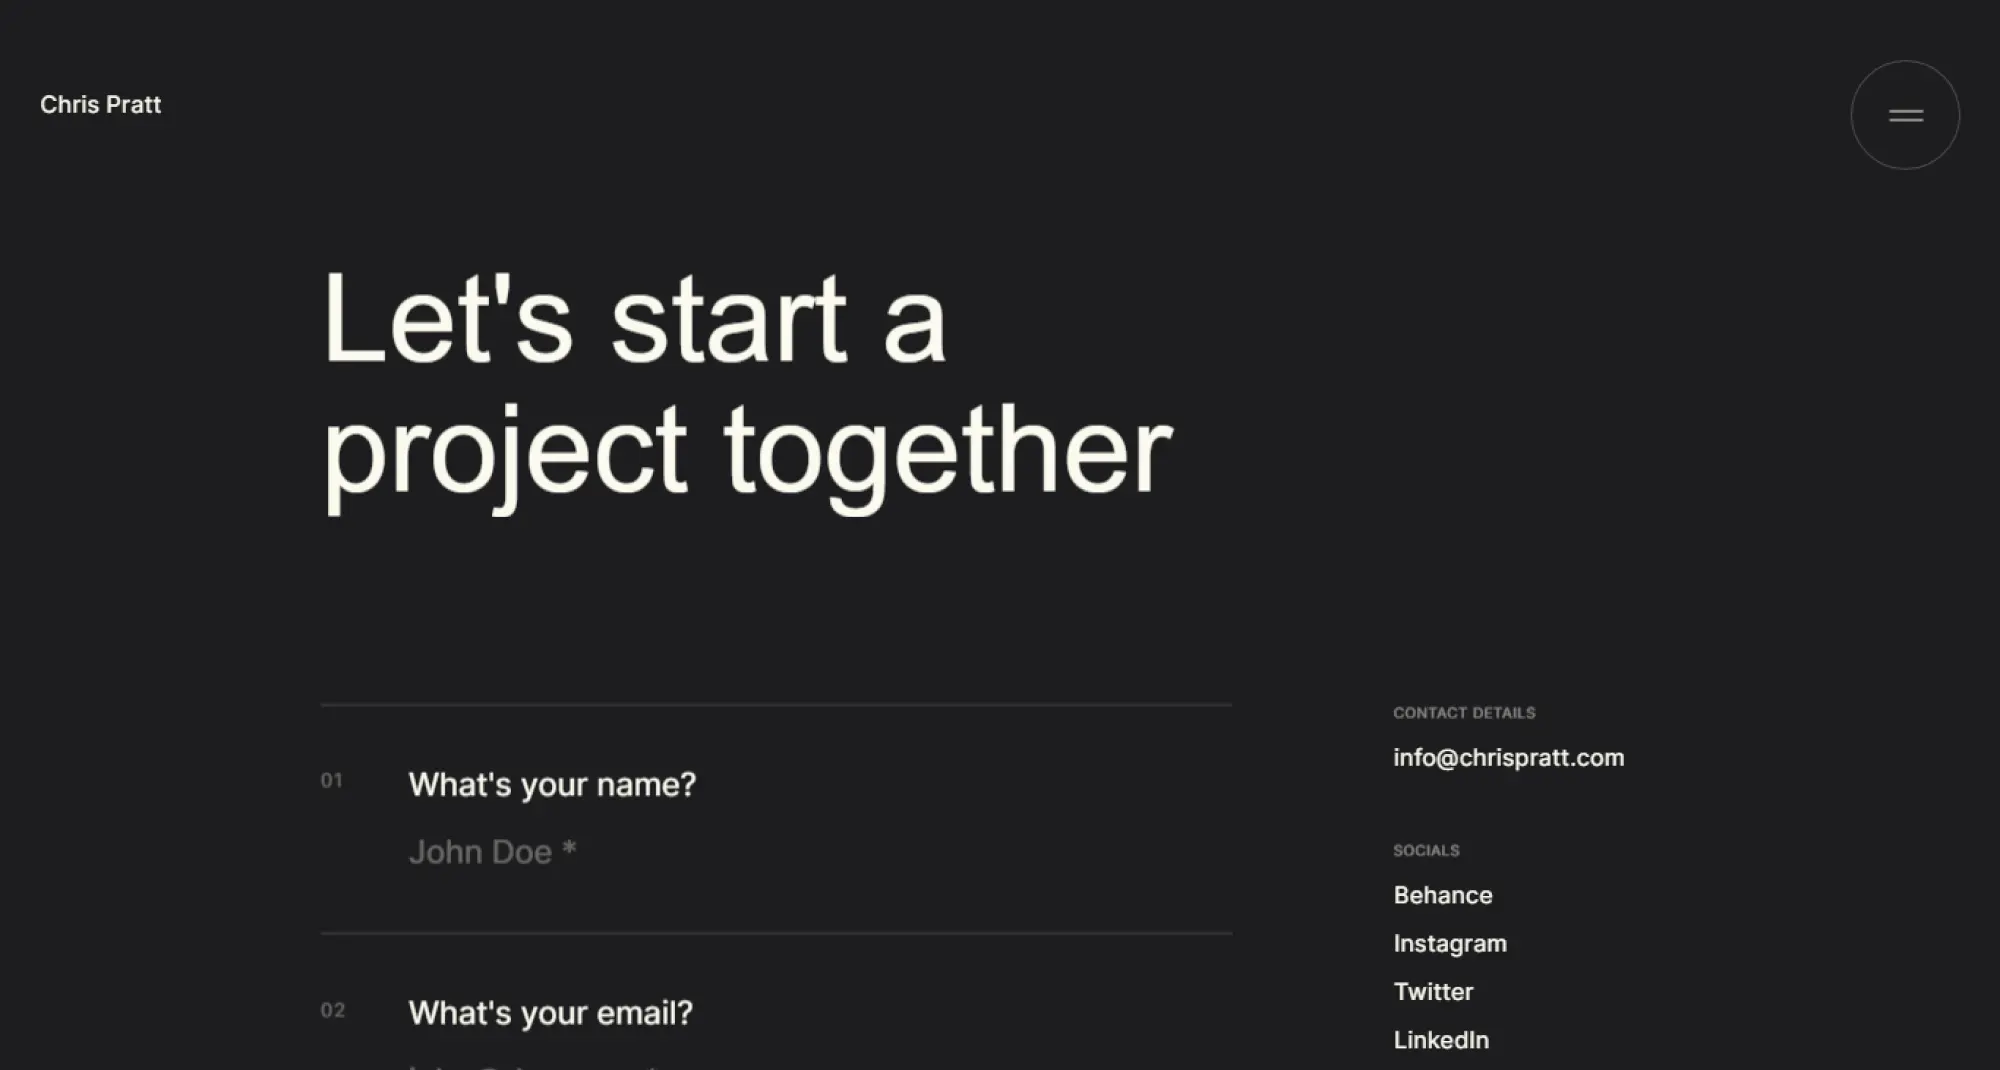 Chris Pratt
Let's start a
project together
01
What's your name?
John Doe *
02
What's your email?
CONTACT DETAILS
info@chrispratt.com
SOCIALS
Behance
Instagram
Twitter
LinkedIn